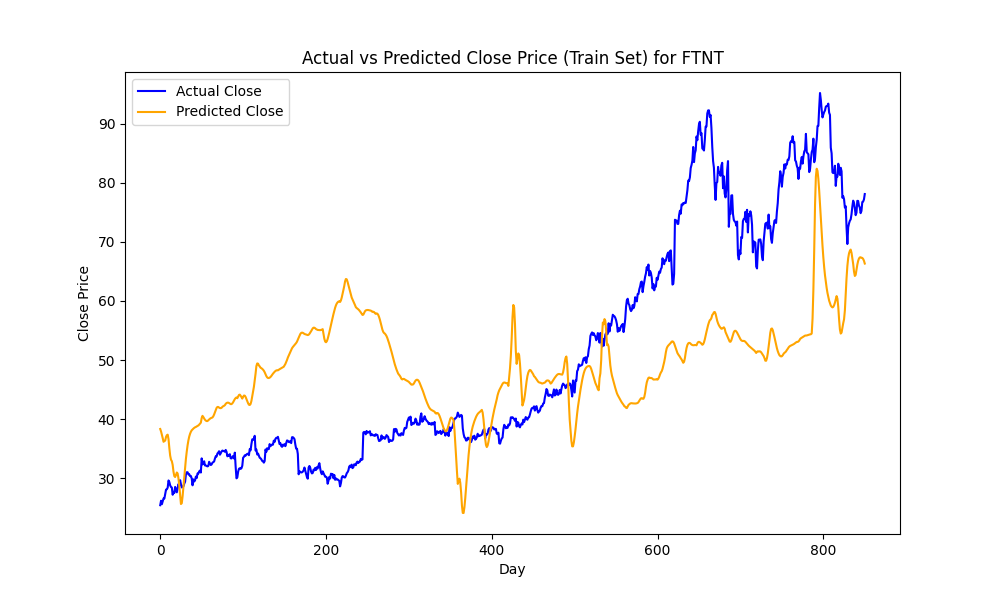 Actual vs Predicted Close Price (Train Set) for FTNT
Actual Close
Predicted Close
90
80
70
60
50
40
30
Close Price
0 200 400 600 800
Day